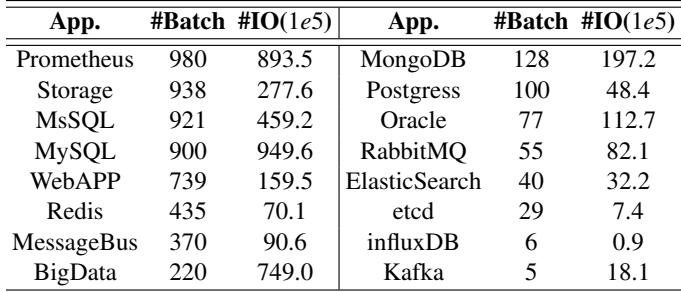 App. #Batch #IO(1e5) App. #Batch #IO(1e5)
Prometheus 980 893.5 MongoDB 128 197.2
Storage 938 277.6 Postgress 100 48.4
MsSQL 921 459.2 Oracle 77 112.7
MySQL 900 949.6 RabbitMQ 55 82.1
WebAPP 739 159.5 ElasticSearch 40 32.2
Redis 435 70.1 etcd 29 7.4
MessageBus 370 90.6 influxDB 6 0.9
BigData 220 749.0 Kafka 5 18.1